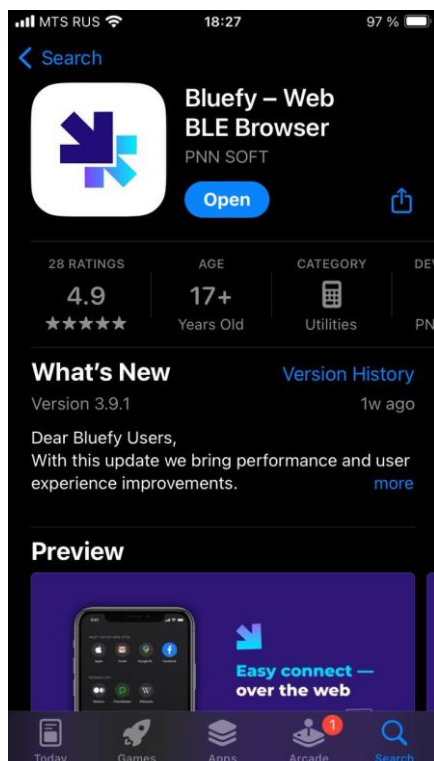 MTS RUS 18:27 97 %
Search
Bluefy – Web
BLE Browser
PNN SOFT
Open
28 RATINGS AGE CATEGORY DE
4.9 17+
Years Old Utilities PN
What's New Version History
Version 3.9.1 1w ago
Dear Bluefy Users,
With this update we bring performance and user
experience improvements. more
Preview
Easy connect —
over the web
1
Today Games Apps Arcade Search